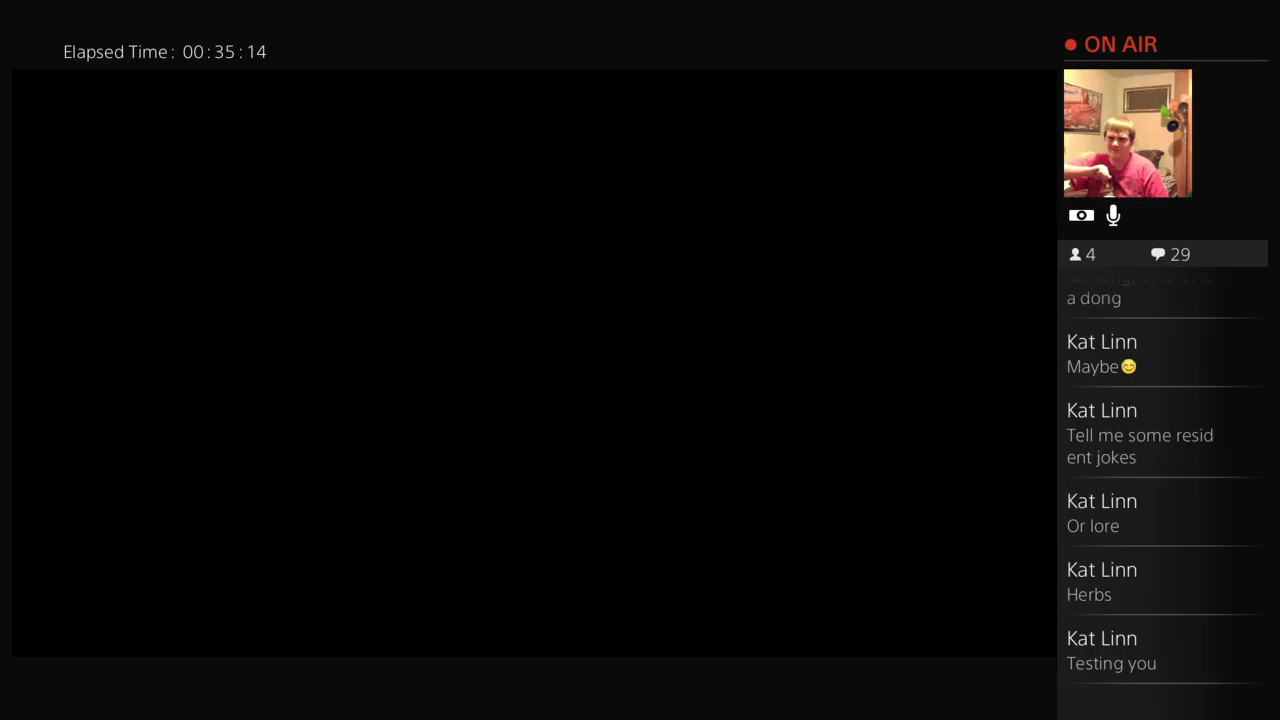 Elapsed Time : 00 : 35 : 14
ON AIR
4 29
a dong
Kat Linn
Maybe😊
Kat Linn
Tell me some resid
ent jokes
Kat Linn
Or lore
Kat Linn
Herbs
Kat Linn
Testing you